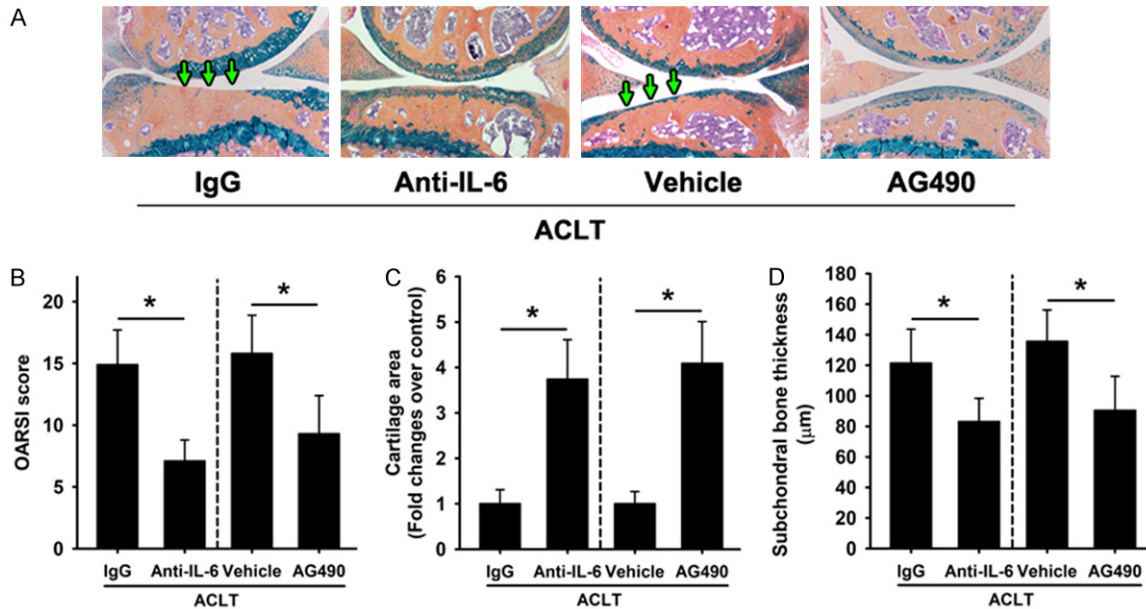 A
IgG Anti-IL-6 Vehicle AG490
ACLT
B
OARSI score
20
15
10
5
0
*
*
IgG Anti-IL-6 Vehicle AG490
ACLT
C
Cartilage area
(Fold changes over control)
6
5
4
3
2
1
0
*
*
IgG Anti-IL-6 Vehicle AG490
ACLT
D
Subchondral bone thickness
(μm)
180
160
140
120
100
80
60
40
20
0
*
*
IgG Anti-IL-6 Vehicle AG490
ACLT